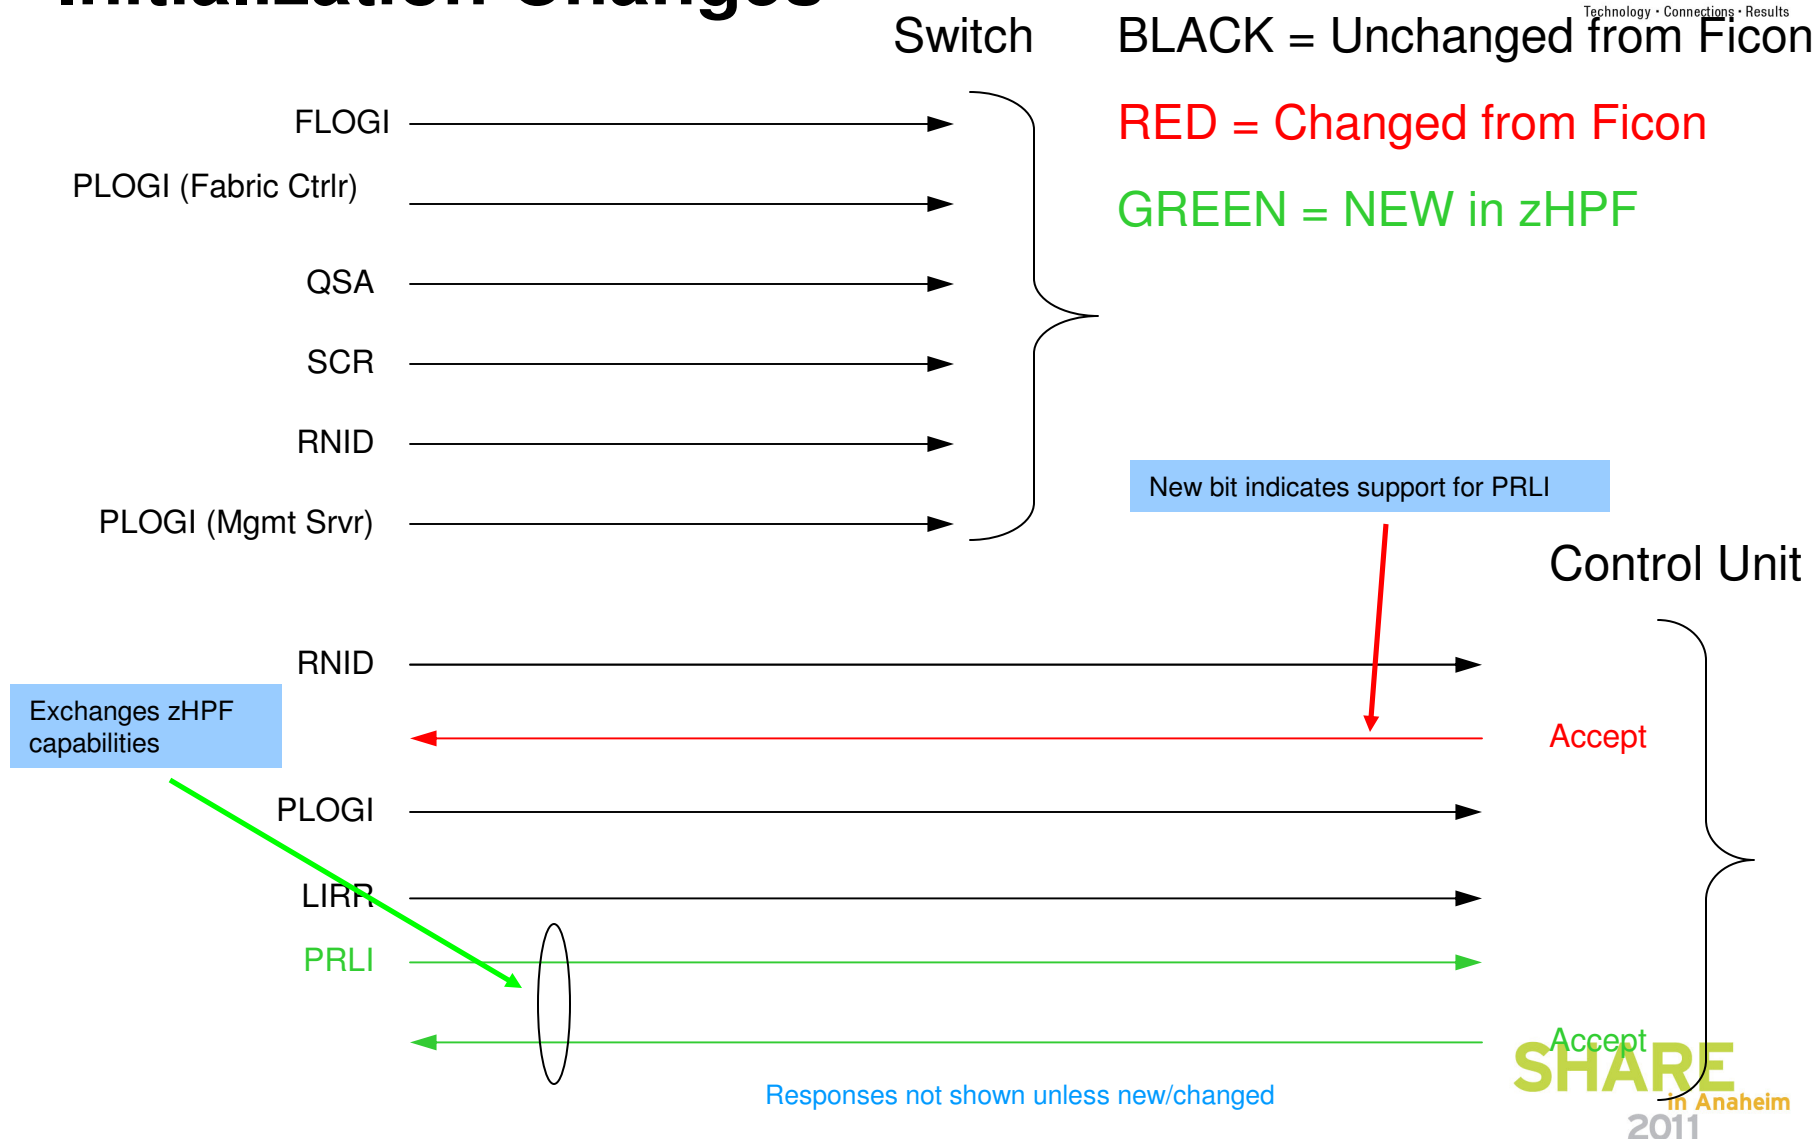 Initialization Changes
Technology · Connections · Results
Switch
BLACK = Unchanged from Ficon
FLOGI
RED = Changed from Ficon
PLOGI (Fabric Ctrlr)
GREEN = NEW in zHPF
QSA
SCR
RNID
New bit indicates support for PRLI
PLOGI (Mgmt Srvr)
Control Unit
RNID
Exchanges zHPF
capabilities
Accept
PLOGI
LIRR
PRLI
Accept
SHARE
in Anaheim
2011
Responses not shown unless new/changed